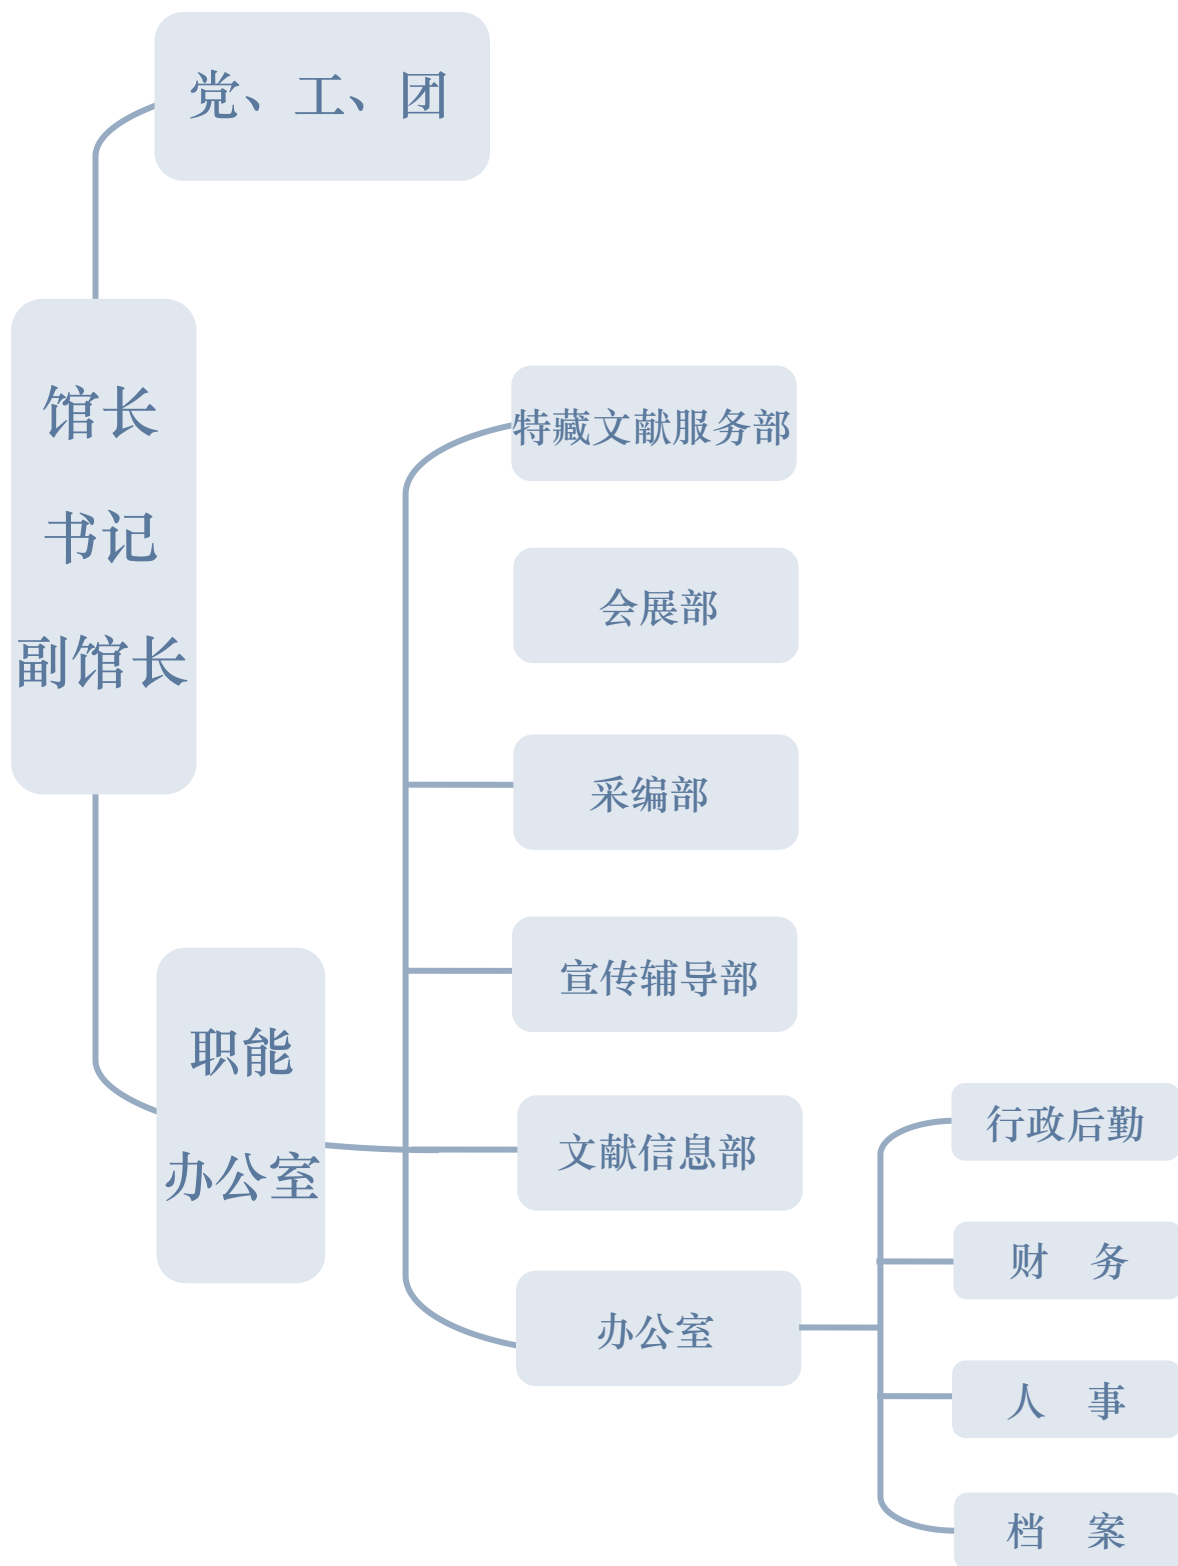 党、工、团
馆长
书记
副馆长
特藏文献服务部
会展部
采编部
宣传辅导部
职能
办公室
文献信息部
办公室
行政后勤
财　务
人　事
档　案